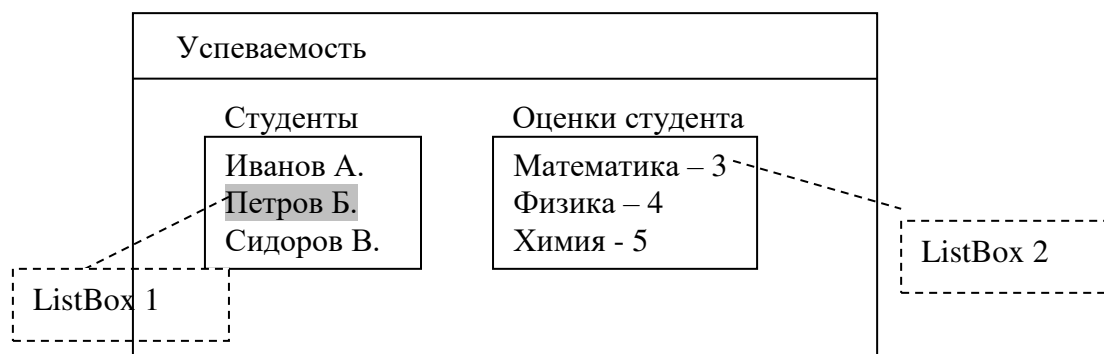 Успеваемость
Студенты
Оценки студента
Иванов А.
Петров Б.
Сидоров В.
Математика – 3
Физика – 4
Химия - 5
ListBox 1
ListBox 2